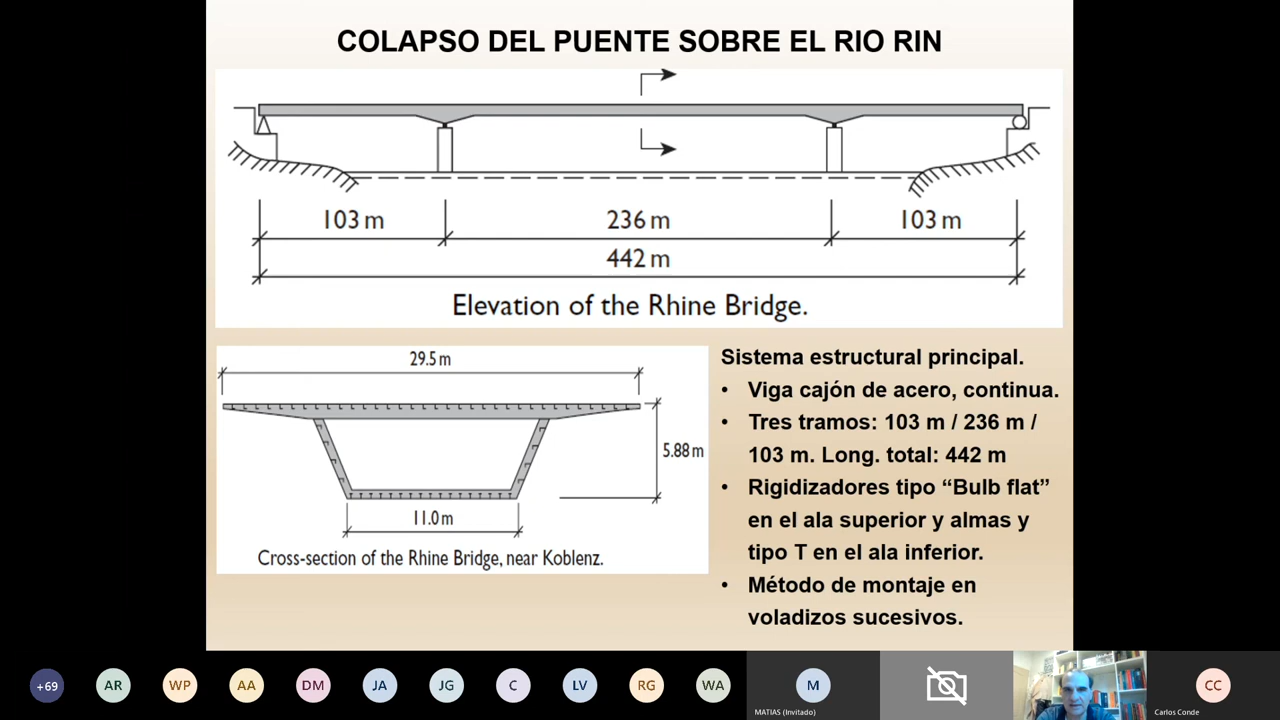 COLAPSO DEL PUENTE SOBRE EL RIO RIN
103 m
236 m
103 m
442 m
Elevation of the Rhine Bridge.
29.5 m
5.88 m
11.0 m
Cross-section of the Rhine Bridge, near Koblenz.
Sistema estructural principal.
• Viga cajón de acero, continua.
• Tres tramos: 103 m / 236 m /
103 m. Long. total: 442 m
• Rigidizadores tipo “Bulb flat”
en el ala superior y almas y
tipo T en el ala inferior.
• Método de montaje en
voladizos sucesivos.
+69
AR
WP
AA
DM
JA
JG
C
LV
RG
WA
M
MATIAS (Invitado)
CC
Carlos Conde